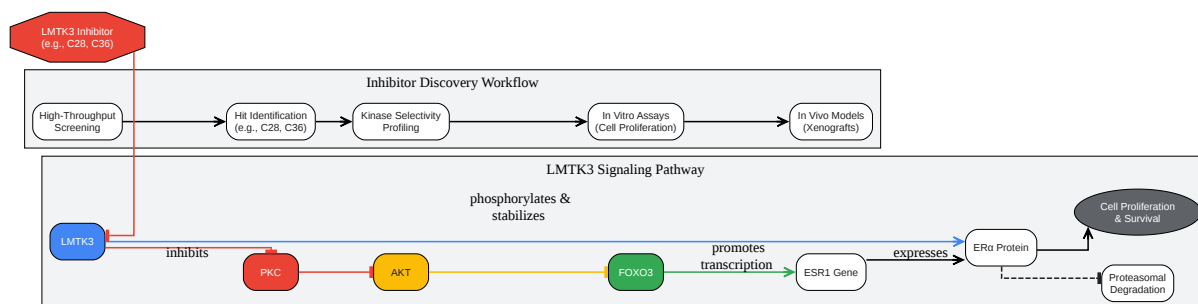 LMTK3 Inhibitor
(e.g., C28, C36)
Inhibitor Discovery Workflow
High-Throughput
Screening
Hit Identification
(e.g., C28, C36)
Kinase Selectivity
Profiling
In Vitro Assays
(Cell Proliferation)
In Vivo Models
(Xenografts)
LMTK3 Signaling Pathway
phosphorylates &
stabilizes
Cell Proliferation
& Survival
LMTK3
inhibits
PKC
AKT
FOXO3
promotes
transcription
ESR1 Gene
expresses
ERα Protein
Proteasomal
Degradation